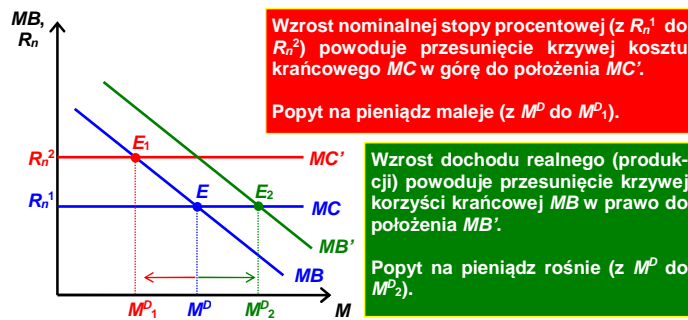 MB,
Rn
Wzrost nominalnej stopy procentowej (z Rn¹ do
Rn²) powoduje przesunięcie krzywej kosztu
krańcowego MC w górę do położenia MC’.
Popyt na pieniądz maleje (z Mᴰ do Mᴰ₁).
E₁
Rn²
MC’
Wzrost dochodu realnego (produk-
cji) powoduje przesunięcie krzywej
korzyści krańcowej MB w prawo do
położenia MB’.
Popyt na pieniądz rośnie (z Mᴰ do
Mᴰ₂).
Rn¹
E
E₂
MC
MB’
MB
Mᴰ₁
Mᴰ
Mᴰ₂
M